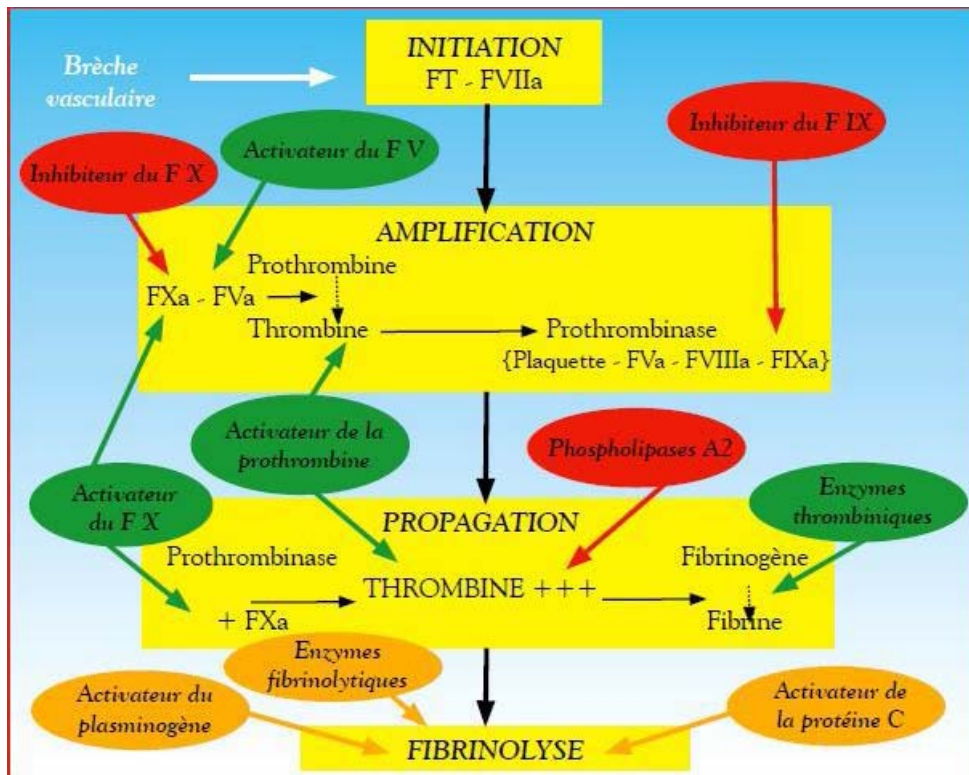 INITIATION
FT - FVIIa
Brèche
vasculaire
Inhibiteur du F X
Activateur du F V
Inhibiteur du F IX
AMPLIFICATION
Prothrombine
FXa - FVa
Thrombine
Prothrombinase
{Plaquette - FVa - FVIIIa - FIXa}
Activateur de la
prothrombine
Phospholipases A2
Activateur
du F X
Enzymes
thrombiniques
PROPAGATION
Prothrombinase
+ FXa
THROMBINE +++
Fibrinogène
Fibrine
Enzymes
fibrinolytiques
Activateur du
plasminogène
Activateur de
la protéine C
FIBRINOLYSE